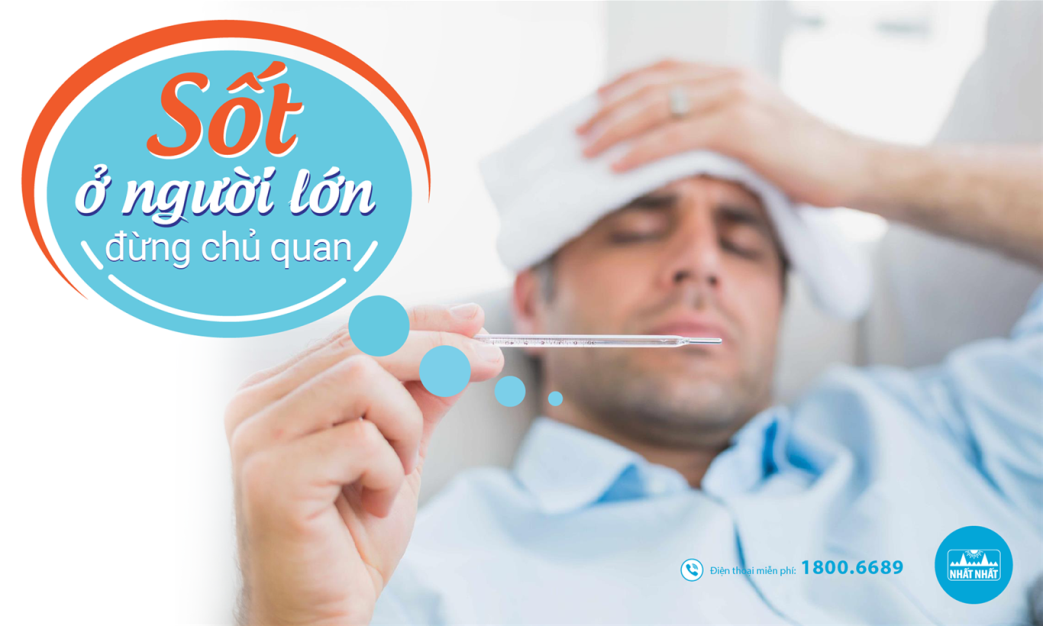 Sốt
ở người lớn
đừng chủ quan
Điện thoại miễn phí: 1800.6689
NHẤT NHẤT